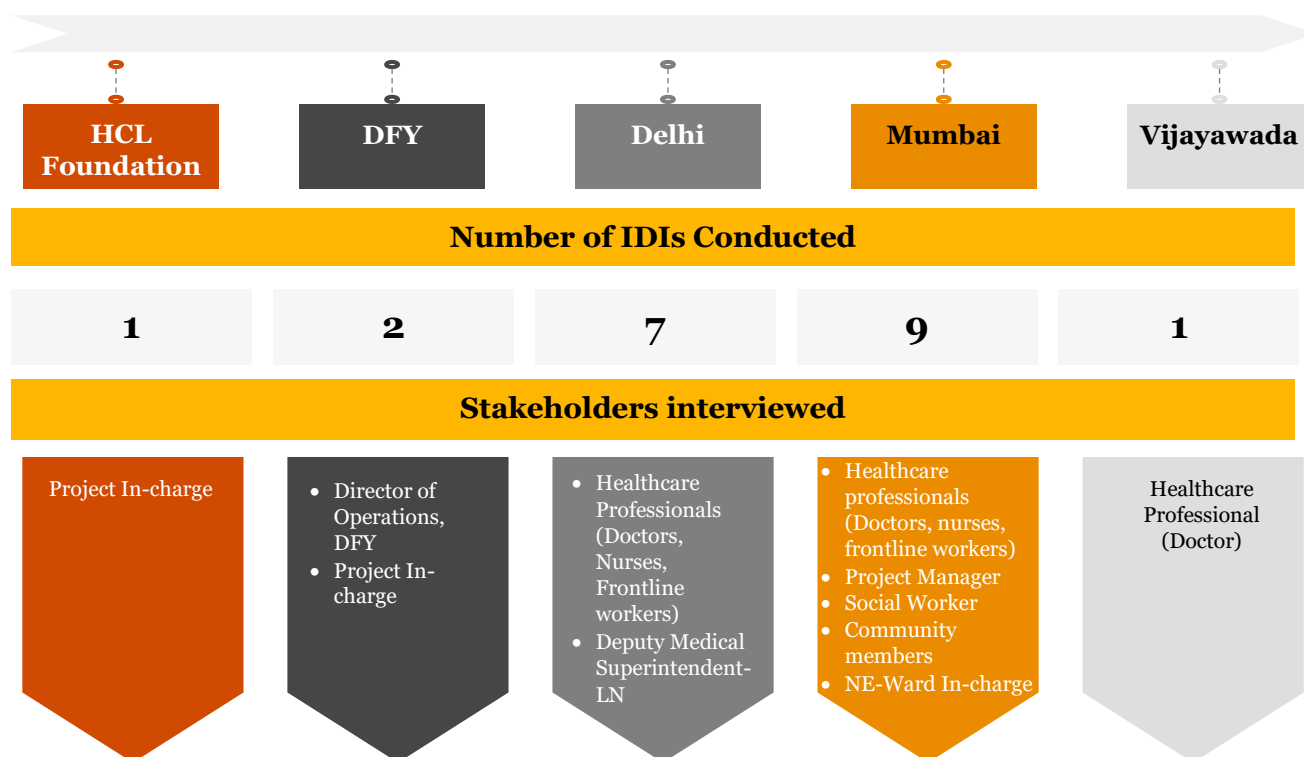 HCL
Foundation
DFY
Delhi
Mumbai
Vijayawada
Number of IDIs Conducted
1
2
7
9
1
Stakeholders interviewed
Project In-charge
• Director of
Operations,
DFY
• Project In-
charge
• Healthcare
Professionals
(Doctors,
Nurses,
Frontline
workers)
• Deputy Medical
Superintendent-
LN
• Healthcare
professionals
(Doctors, nurses,
frontline workers)
• Project Manager
• Social Worker
• Community
members
• NE-Ward In-charge
Healthcare
Professional
(Doctor)